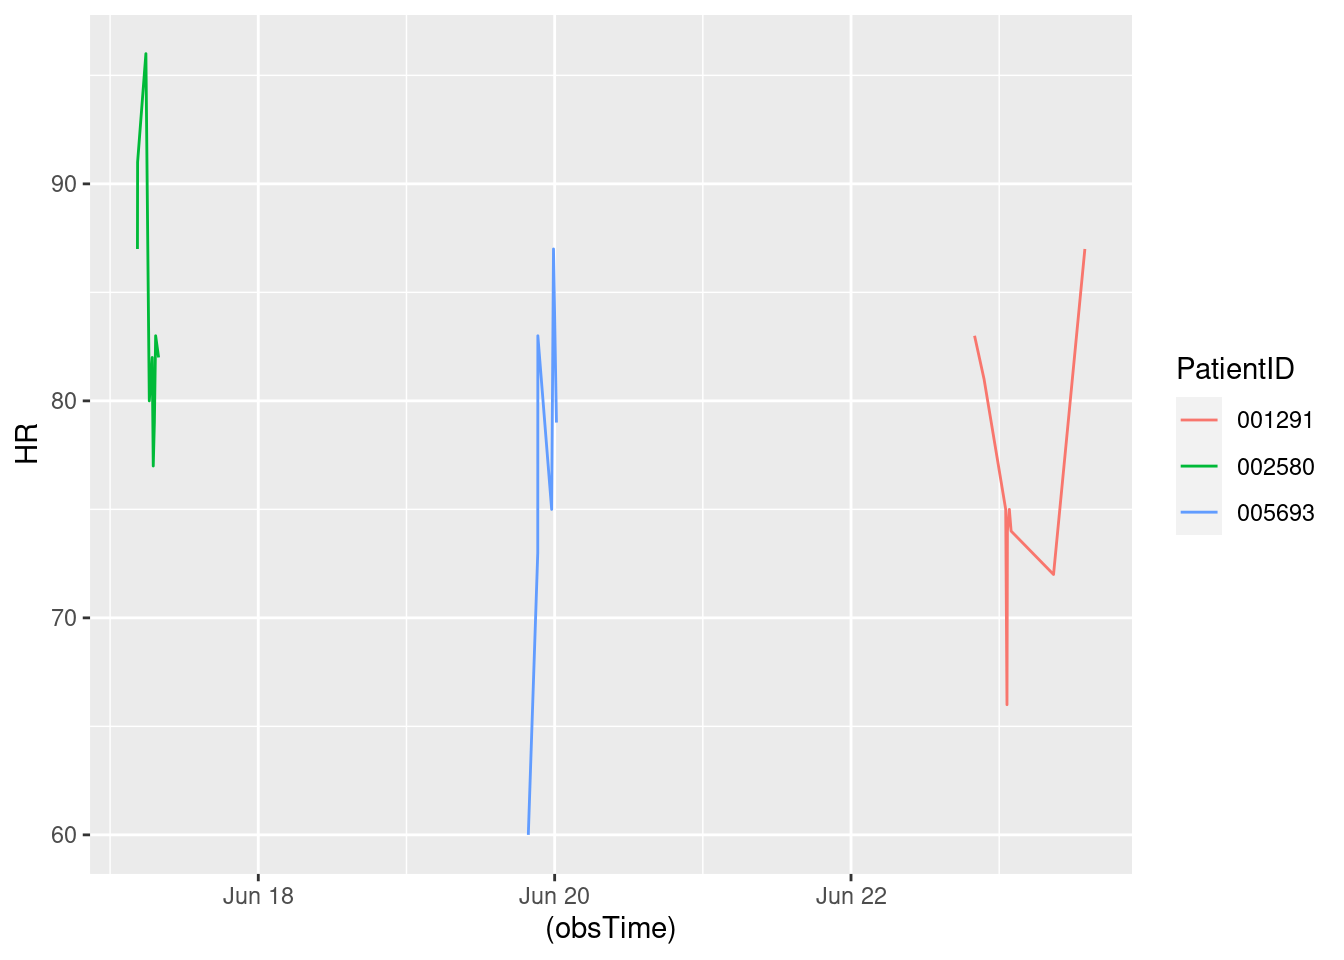 HR
90
80
70
60
Jun 18
Jun 20
Jun 22
(obsTime)
PatientID
001291
002580
005693